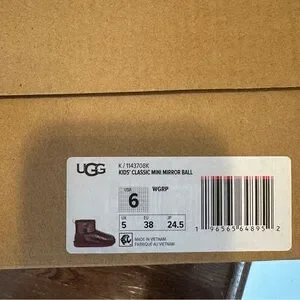 UGG
K / 1143708K
KIDS' CLASSIC MINI MIRROR BALL
USA
6
WGRP
UK EU JP
5 38 24.5
MADE IN VIETNAM
FABRIQUÉ AU VIETNAM
1 96565 64895 2